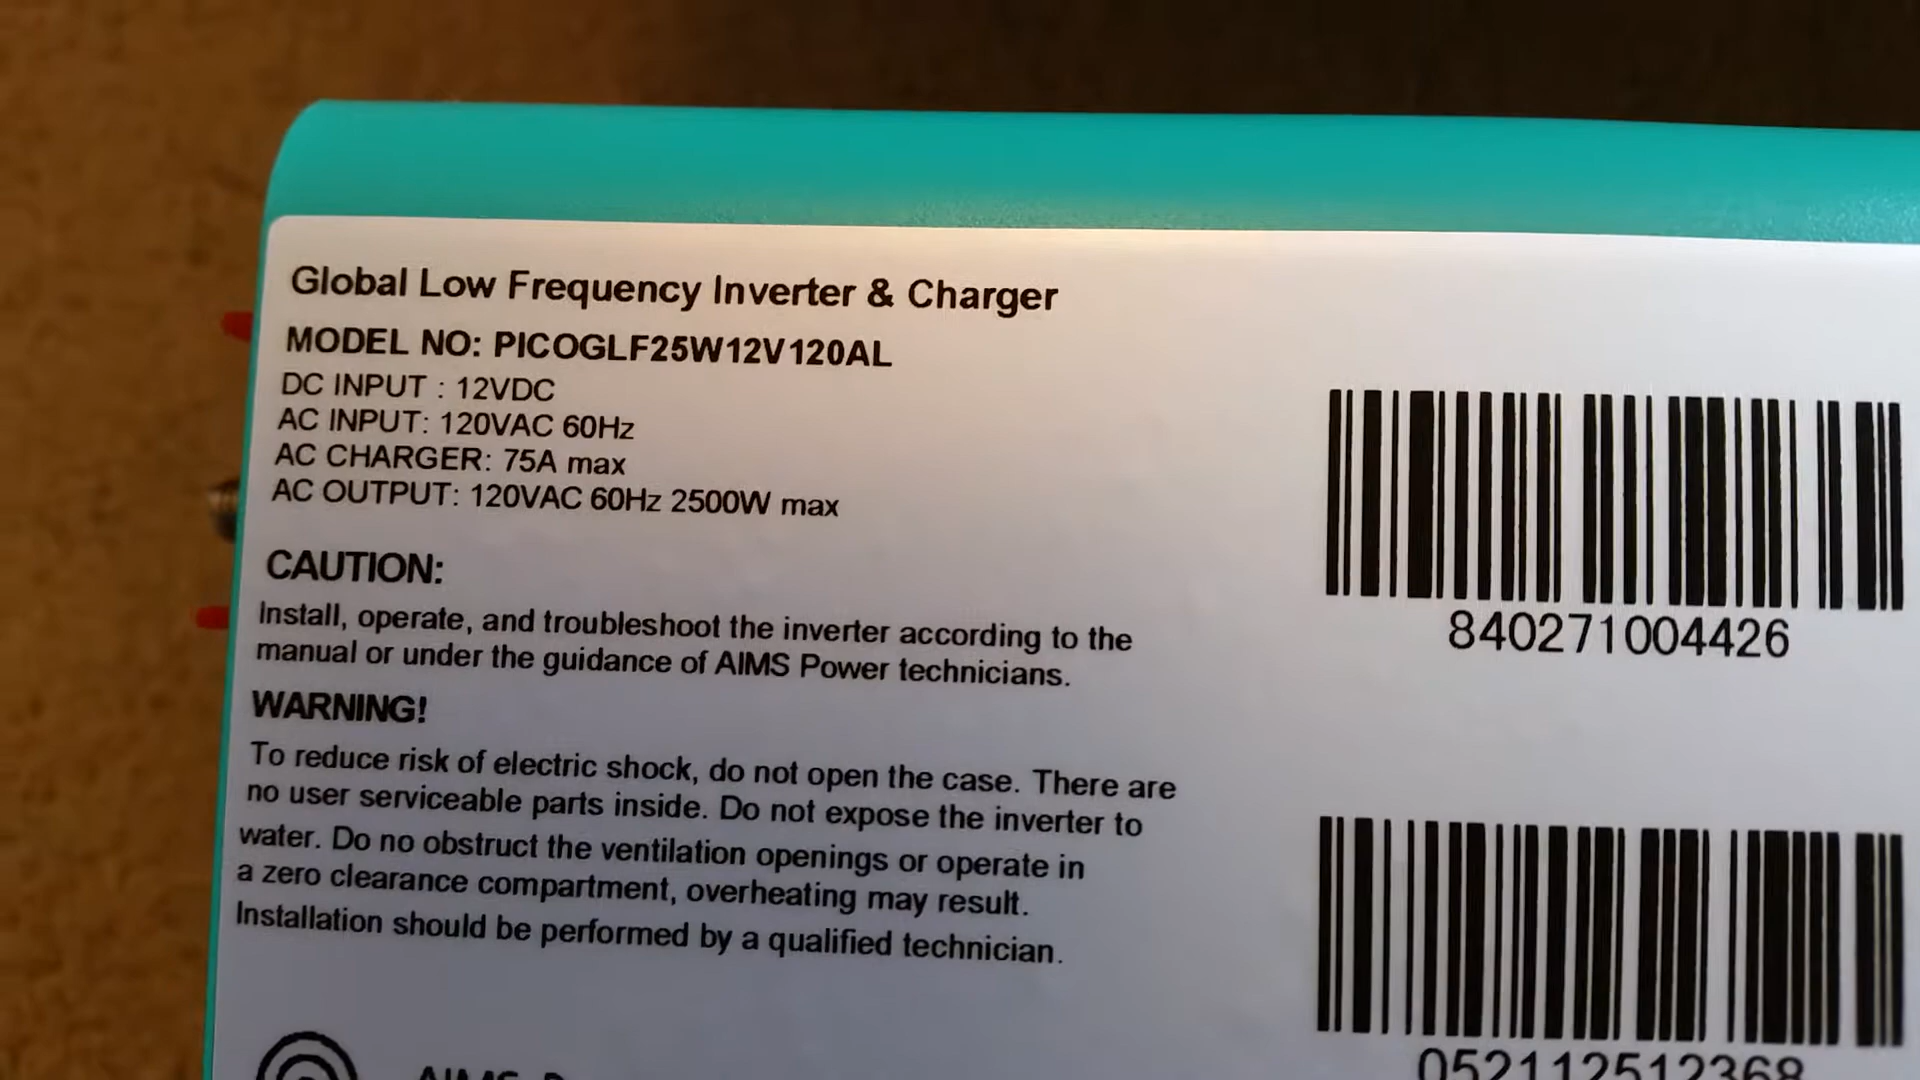 Global Low Frequency Inverter & Charger
MODEL NO: PICOGLF25W12V120AL
DC INPUT : 12VDC
AC INPUT: 120VAC 60Hz
AC CHARGER: 75A max
AC OUTPUT: 120VAC 60Hz 2500W max
CAUTION:
Install, operate, and troubleshoot the inverter according to the
manual or under the guidance of AIMS Power technicians.
WARNING!
To reduce risk of electric shock, do not open the case. There are
no user serviceable parts inside. Do not expose the inverter to
water. Do no obstruct the ventilation openings or operate in
a zero clearance compartment, overheating may result.
Installation should be performed by a qualified technician.
840271004426
052112512368
AIMS